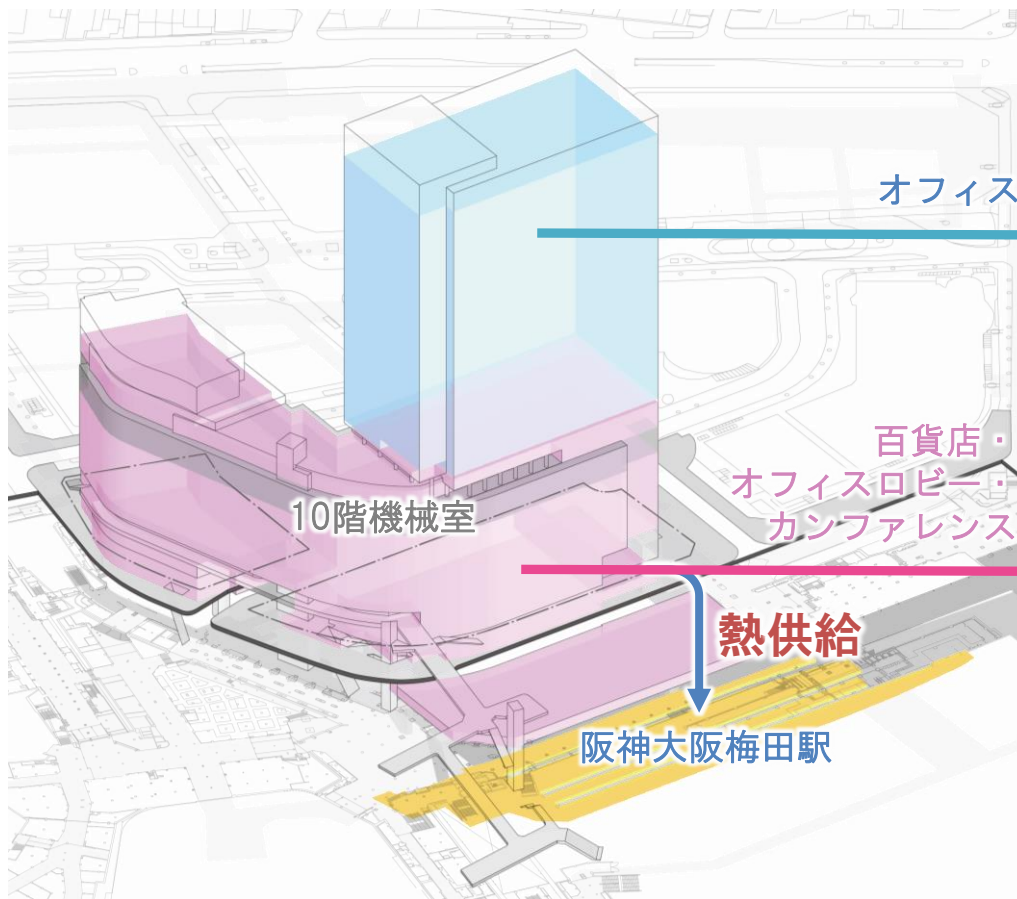 オフィス
百貨店・
オフィスロビー・
カンファレンス
10階機械室
熱供給
阪神大阪梅田駅